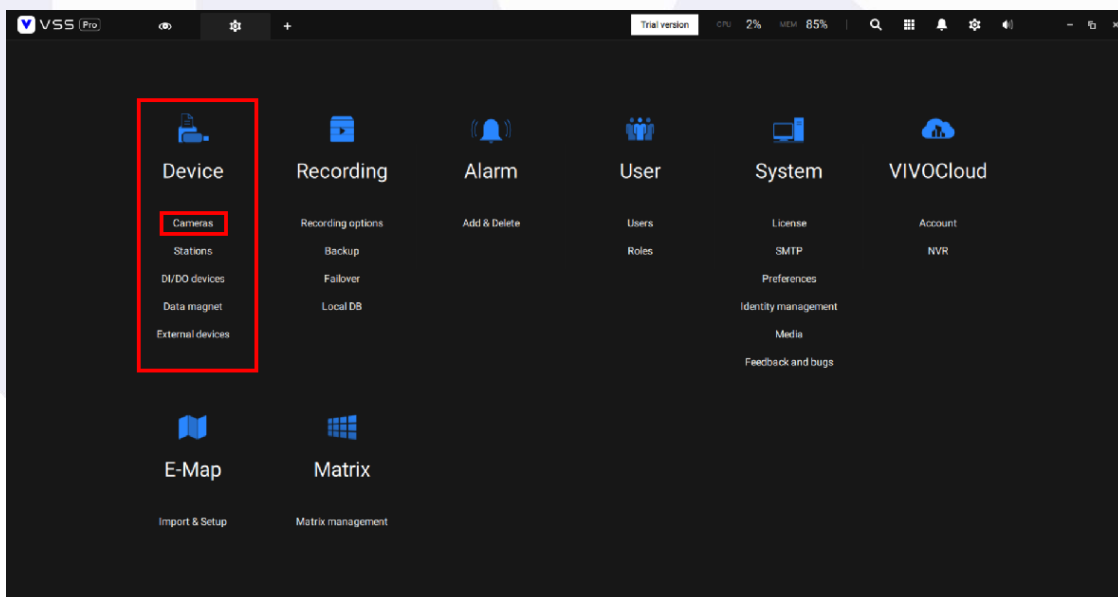 VSS Pro
+
Trial version
CPU 2%
MEM 85%
Device
Cameras
Stations
DI/DO devices
Data magnet
External devices
Recording
Recording options
Backup
Failover
Local DB
Alarm
Add & Delete
User
Users
Roles
System
License
SMTP
Preferences
Identity management
Media
Feedback and bugs
VIVOCloud
Account
NVR
E-Map
Import & Setup
Matrix
Matrix management